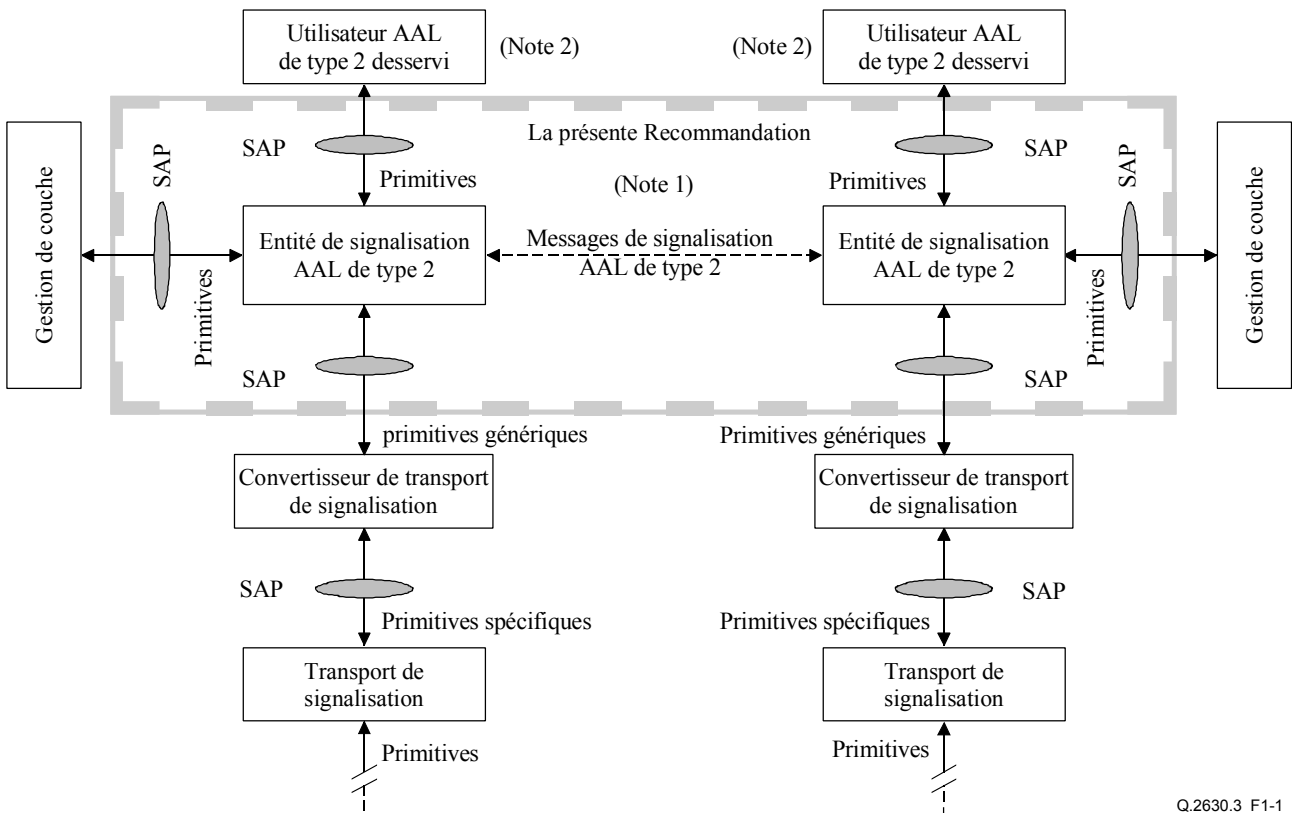 Utilisateur AAL
de type 2 desservi
(Note 2)
(Note 2)
Utilisateur AAL
de type 2 desservi
La présente Recommandation
SAP
SAP
SAP
SAP
Primitives
(Note 1)
Primitives
Gestion de couche
Entité de signalisation
AAL de type 2
Messages de signalisation
AAL de type 2
Entité de signalisation
AAL de type 2
Gestion de couche
Primitives
Primitives
SAP
SAP
primitives génériques
Primitives génériques
Convertisseur de transport
de signalisation
Convertisseur de transport
de signalisation
SAP
SAP
Primitives spécifiques
Primitives spécifiques
Transport de
signalisation
Transport de
signalisation
Primitives
Primitives
Q.2630.3 F1-1